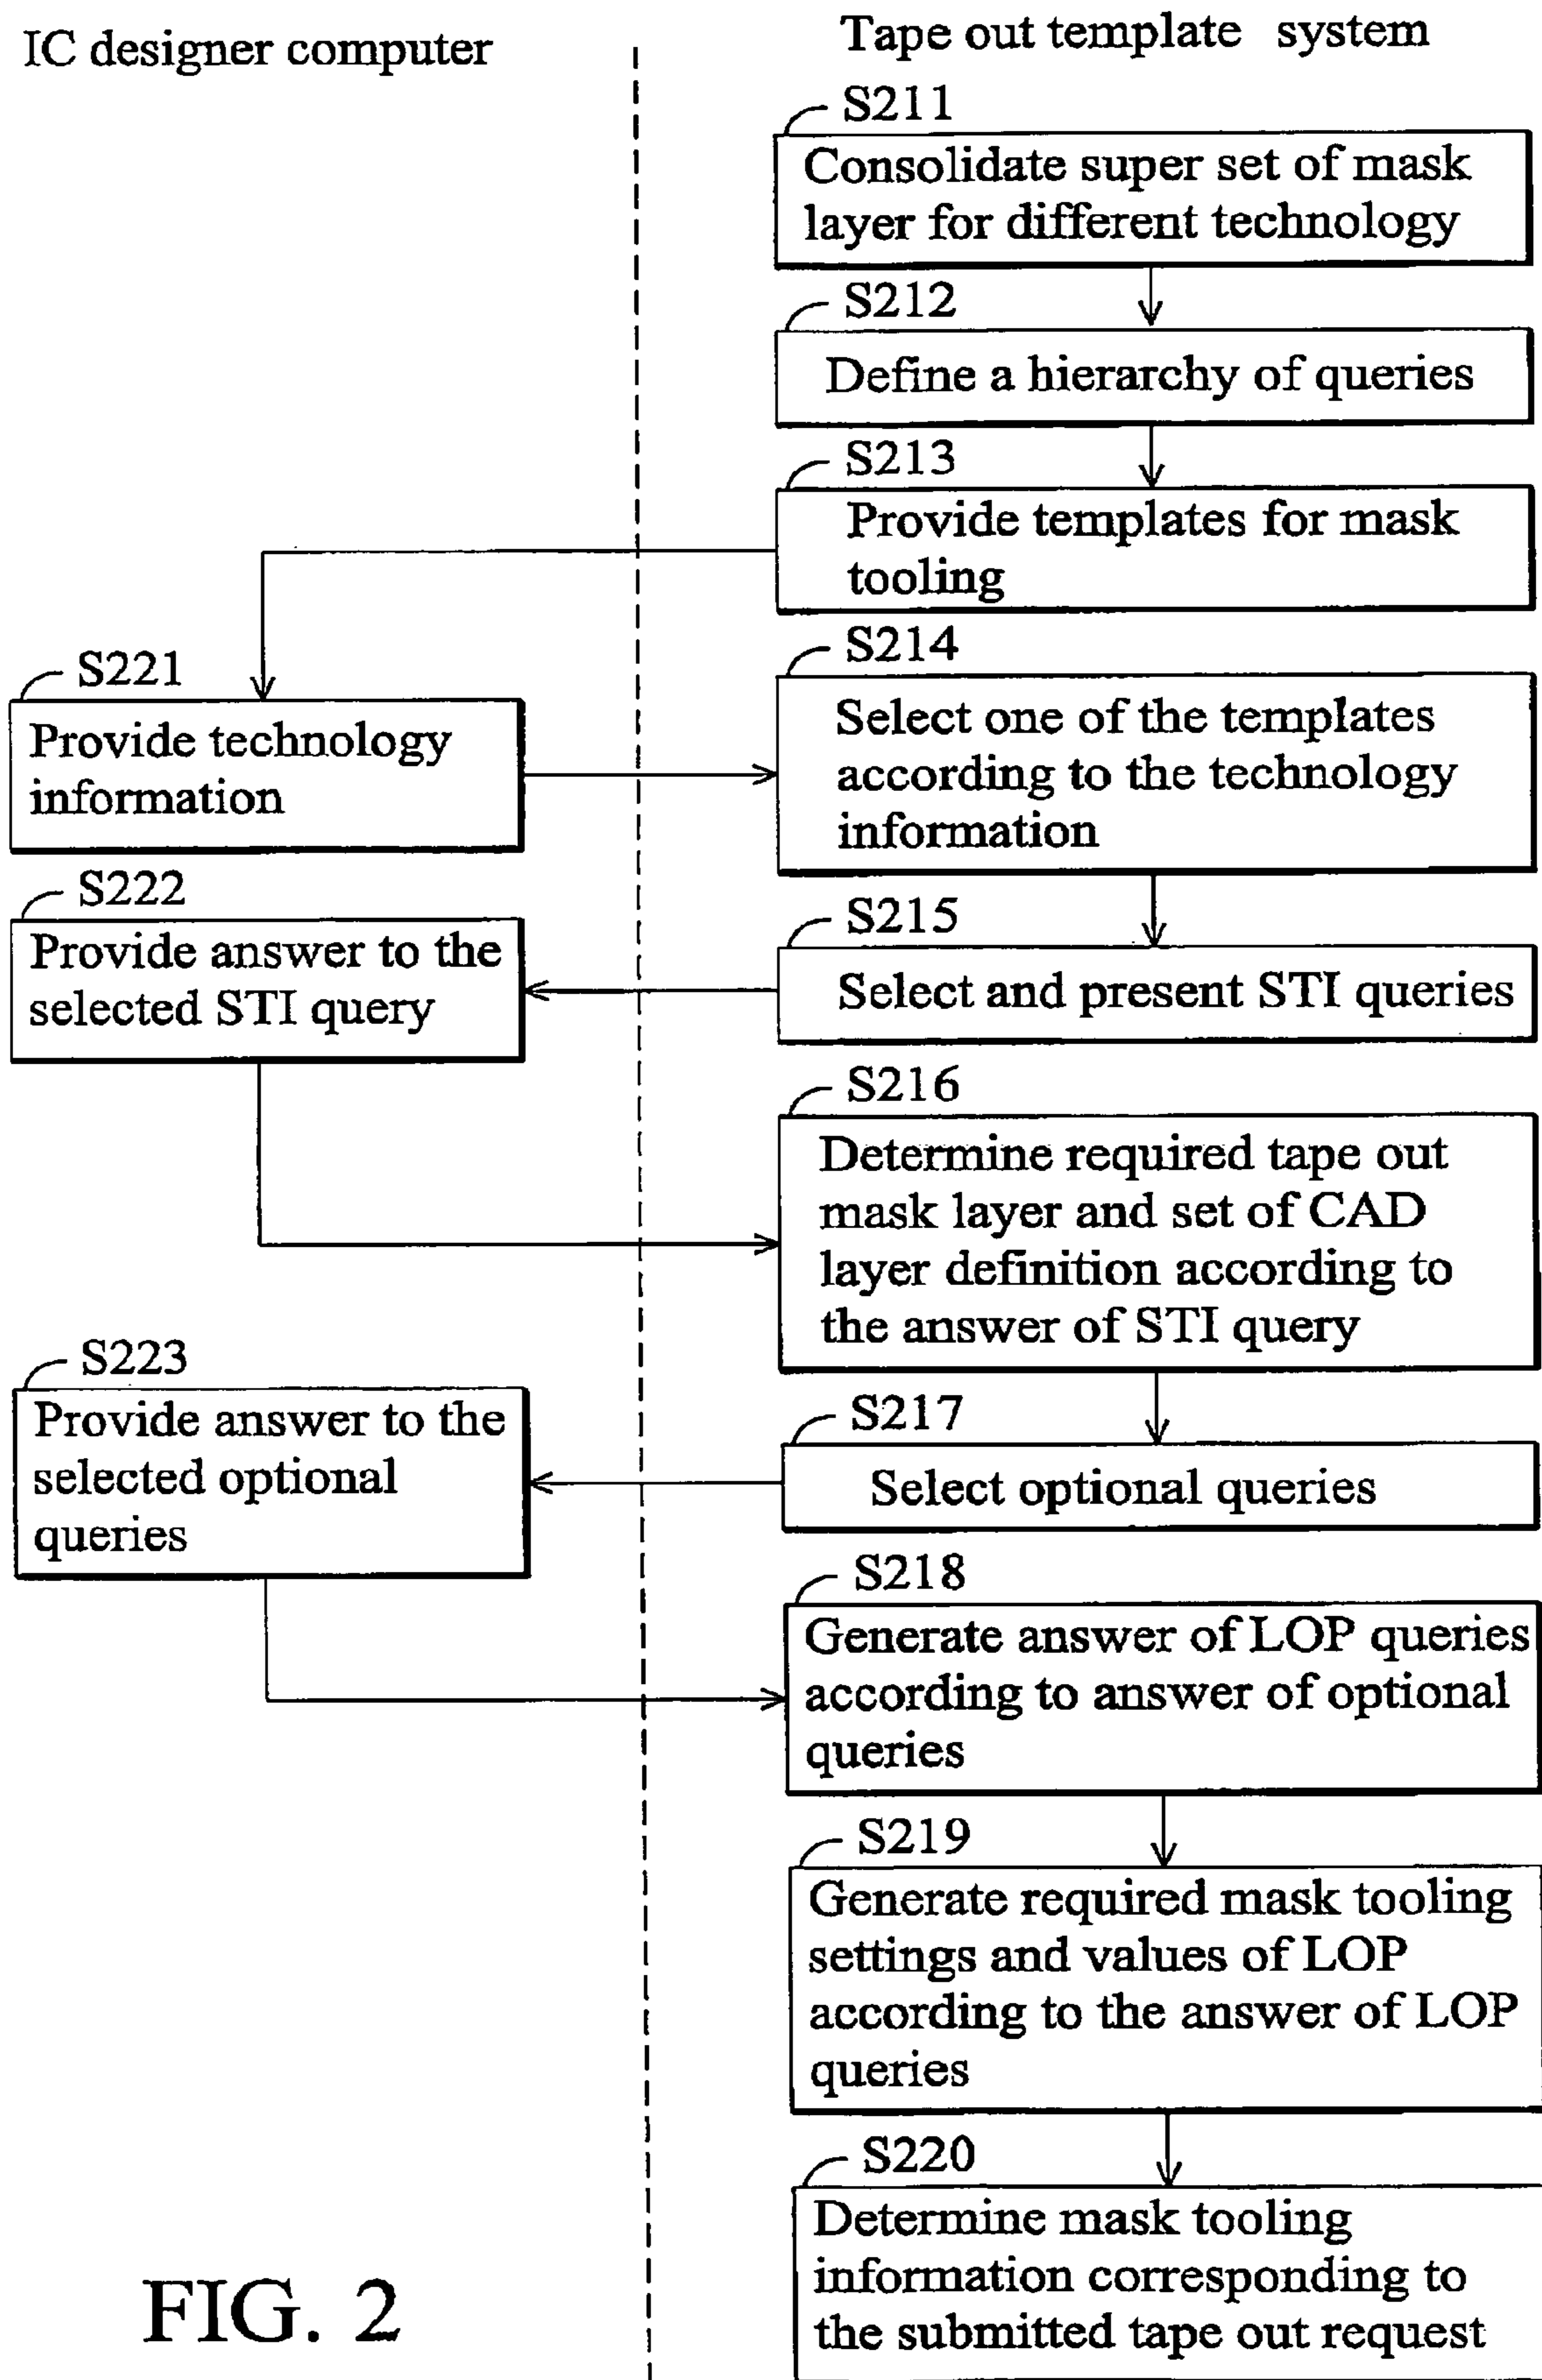 IC designer computer
Tape out template system
S211
Consolidate super set of mask
layer for different technology
S212
Define a hierarchy of queries
S213
Provide templates for mask
tooling
S221
Provide technology
information
S214
Select one of the templates
according to the technology
information
S222
Provide answer to the
selected STI query
S215
Select and present STI queries
S216
Determine required tape out
mask layer and set of CAD
layer definition according to
the answer of STI query
S223
Provide answer to the
selected optional
queries
S217
Select optional queries
S218
Generate answer of LOP queries
according to answer of optional
queries
S219
Generate required mask tooling
settings and values of LOP
according to the answer of LOP
queries
S220
Determine mask tooling
information corresponding to
the submitted tape out request
FIG. 2